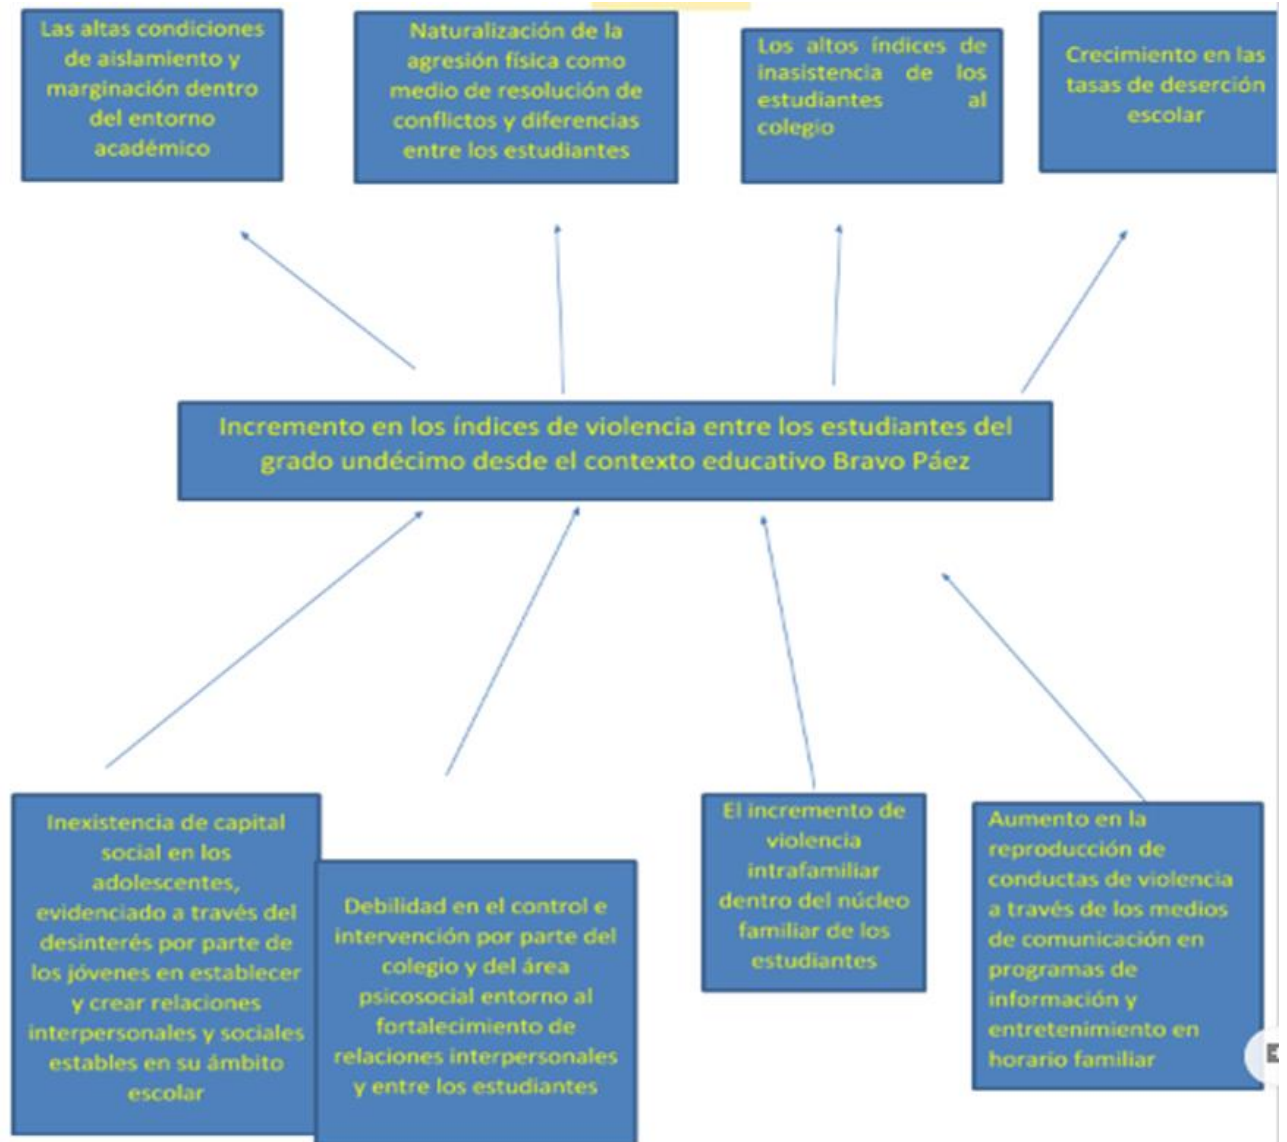 Las altas condiciones
de aislamiento y
marginación dentro
del entorno
académico
Naturalización de la
agresión física como
medio de resolución de
conflictos y diferencias
entre los estudiantes
Los altos índices de
inasistencia de los
estudiantes al
colegio
Crecimiento en las
tasas de deserción
escolar
Incremento en los índices de violencia entre los estudiantes del
grado undécimo desde el contexto educativo Bravo Páez
Inexistencia de capital
social en los
adolescentes,
evidenciado a través del
desinterés por parte de
los jóvenes en establecer
y crear relaciones
interpersonales y sociales
estables en su ámbito
escolar
Debilidad en el control e
intervención por parte del
colegio y del área
psicosocial entorno al
fortalecimiento de
relaciones interpersonales
y entre los estudiantes
El incremento de
violencia
intrafamiliar
dentro del núcleo
familiar de los
estudiantes
Aumento en la
reproducción de
conductas de violencia
a través de los medios
de comunicación en
programas de
información y
entretenimiento en
horario familiar